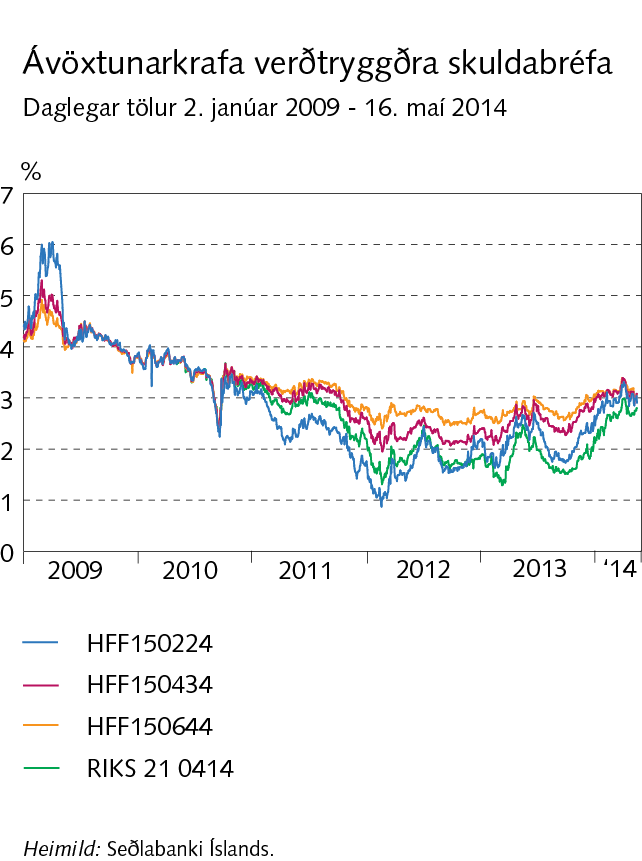 Ávöxtunarkrafa verðtryggðra skuldabréfa
Daglegar tölur 2. janúar 2009 - 16. maí 2014
%
7
6
5
4
3
2
1
0
2009 2010 2011 2012 2013 ‘14
HFF150224
HFF150434
HFF150644
RIKS 21 0414
Heimild: Seðlabanki Íslands.